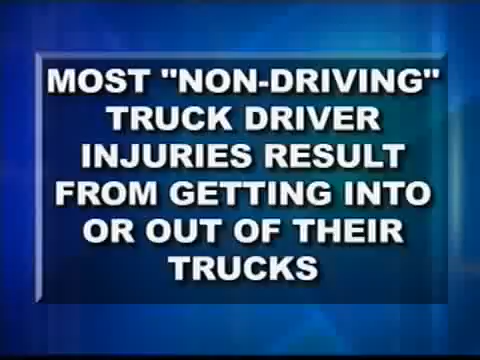 MOST "NON-DRIVING"
TRUCK DRIVER
INJURIES RESULT
FROM GETTING INTO
OR OUT OF THEIR
TRUCKS